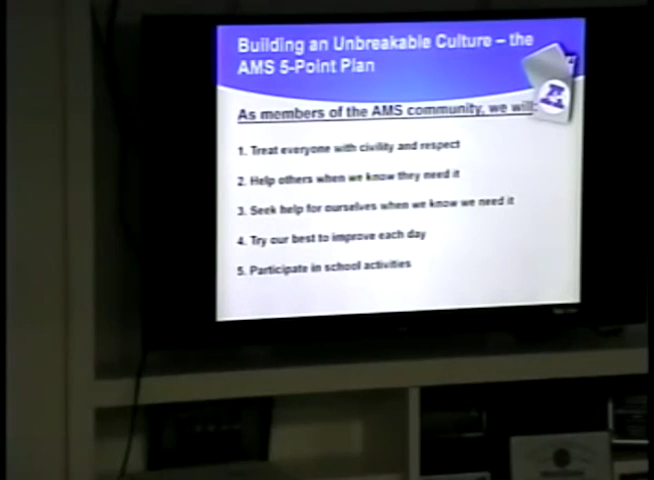 Building an Unbreakable Culture – the
AMS 5-Point Plan
As members of the AMS community, we will:
1. Treat everyone with civility and respect
2. Help others when we know they need it
3. Seek help for ourselves when we know we need it
4. Try our best to improve each day
5. Participate in school activities